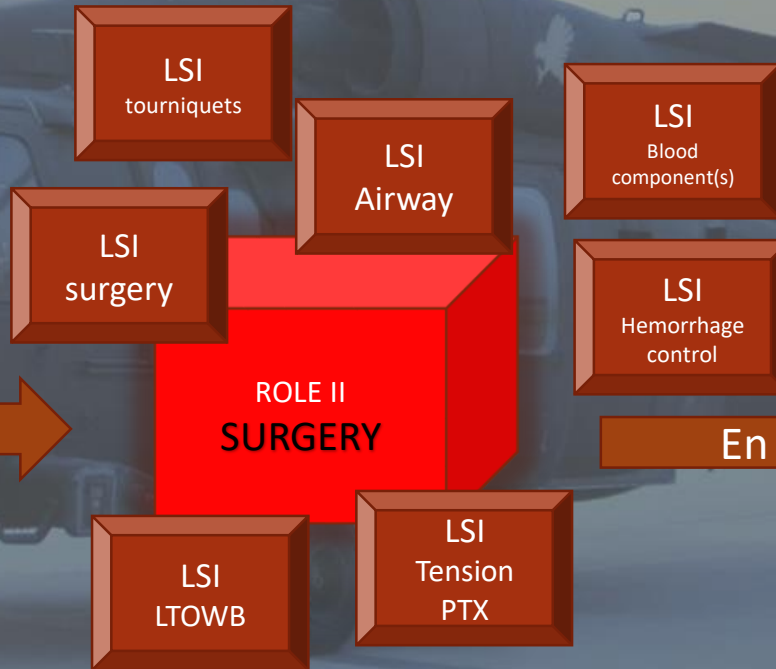 LSI
tourniquets
LSI
Airway
LSI
Blood
component(s)
LSI
surgery
LSI
Hemorrhage
control
ROLE II
SURGERY
En
LSI
LTOWB
LSI
Tension
PTX